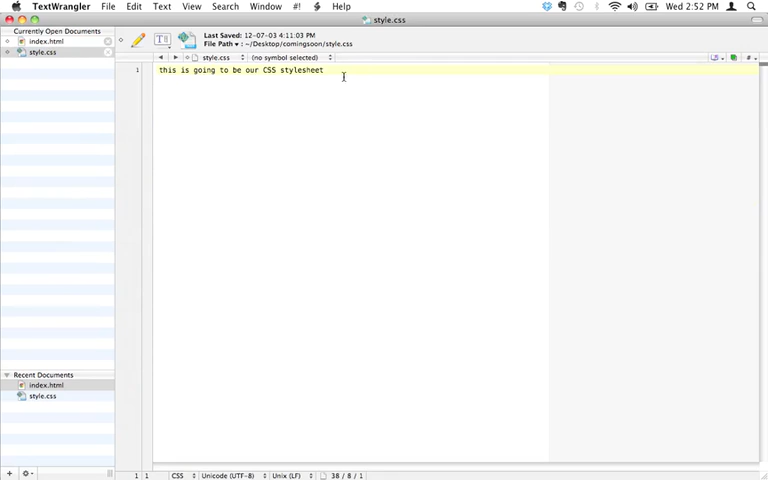 TextWrangler File Edit Text View Search Window #! Help Wed 2:52 PM
style.css
Currently Open Documents
index.html
style.css
Last Saved: 12-07-03 4:11:03 PM
File Path ▾ : ~/Desktop/comingsoon/style.css
style.css (no symbol selected) #
1 this is going to be our CSS stylesheet
Recent Documents
index.html
style.css
1 1 CSS Unicode (UTF-8) Unix (LF) 38 / 8 / 1